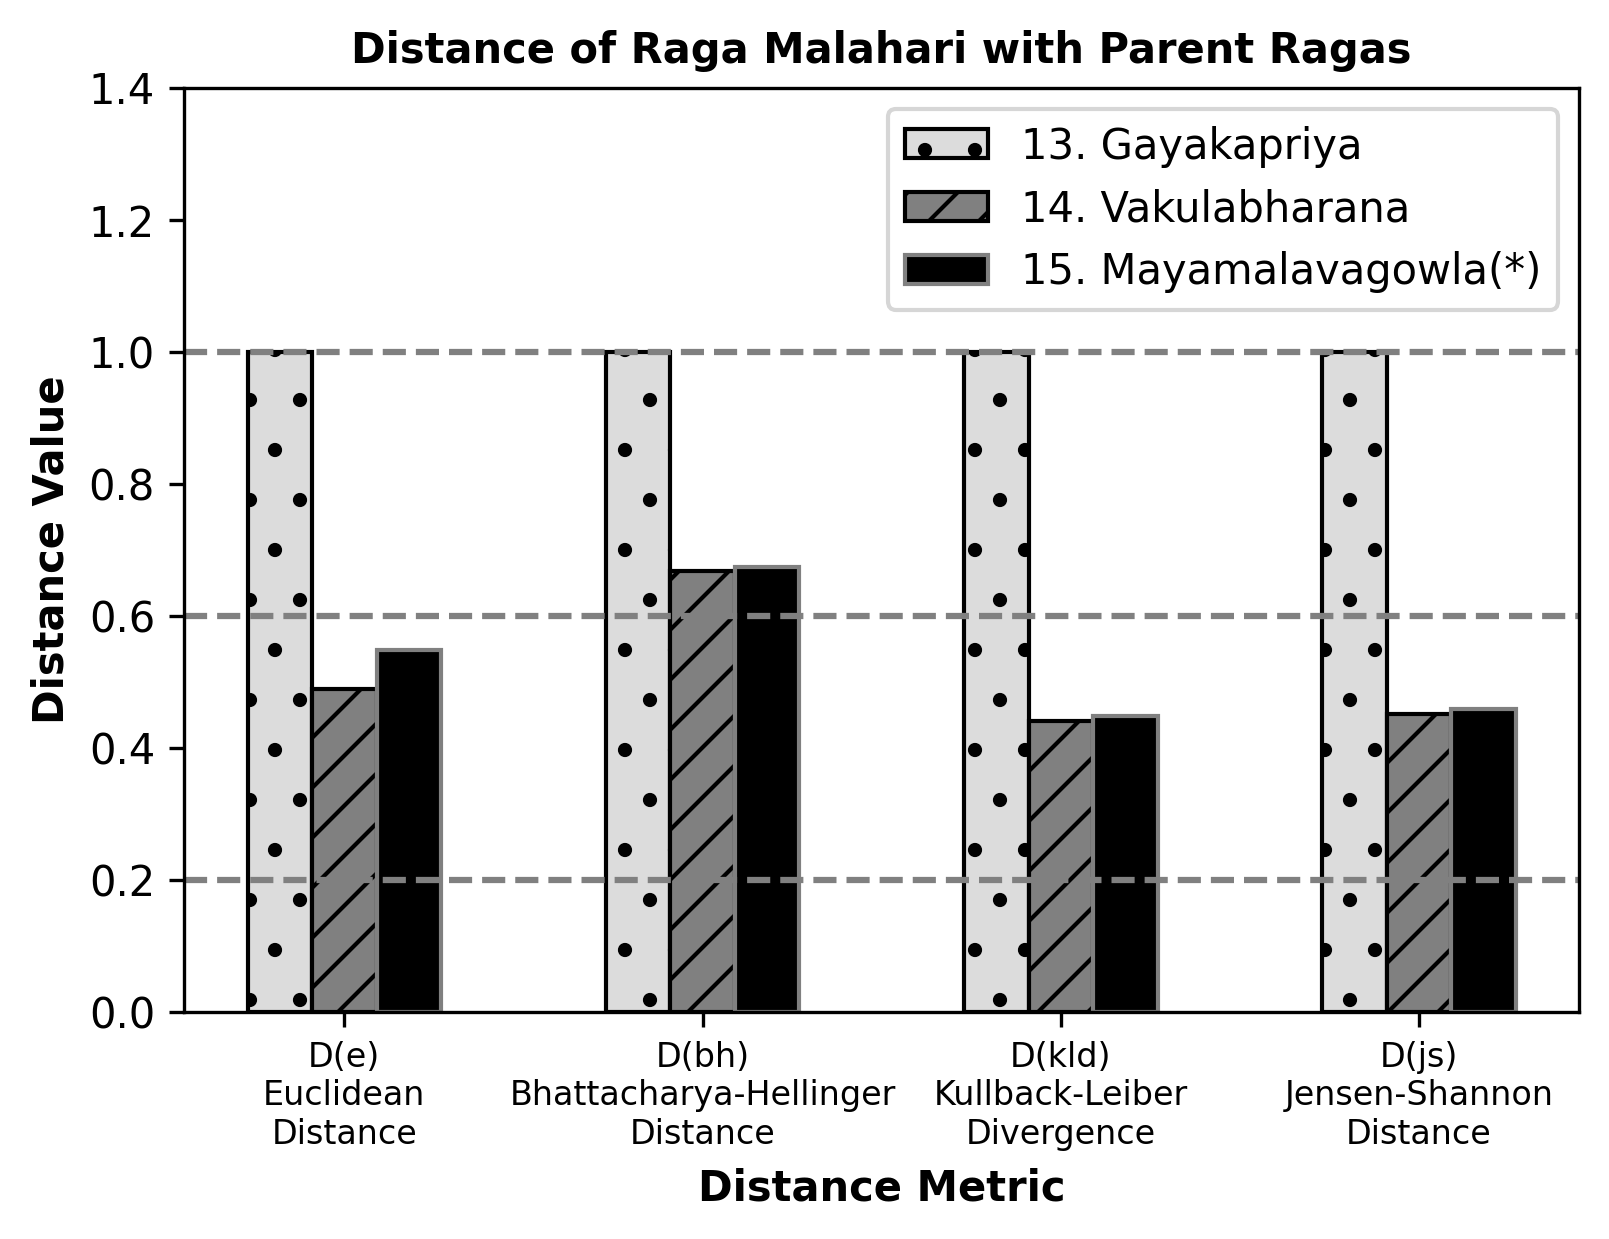 Distance of Raga Malahari with Parent Ragas
1.4
1.2
1.0
0.8
0.6
0.4
0.2
0.0
Distance Value
13. Gayakapriya
14. Vakulabharana
15. Mayamalavagowla(*)
D(e)
Euclidean
Distance
D(bh)
Bhattacharya-Hellinger
Distance
D(kld)
Kullback-Leiber
Divergence
D(js)
Jensen-Shannon
Distance
Distance Metric